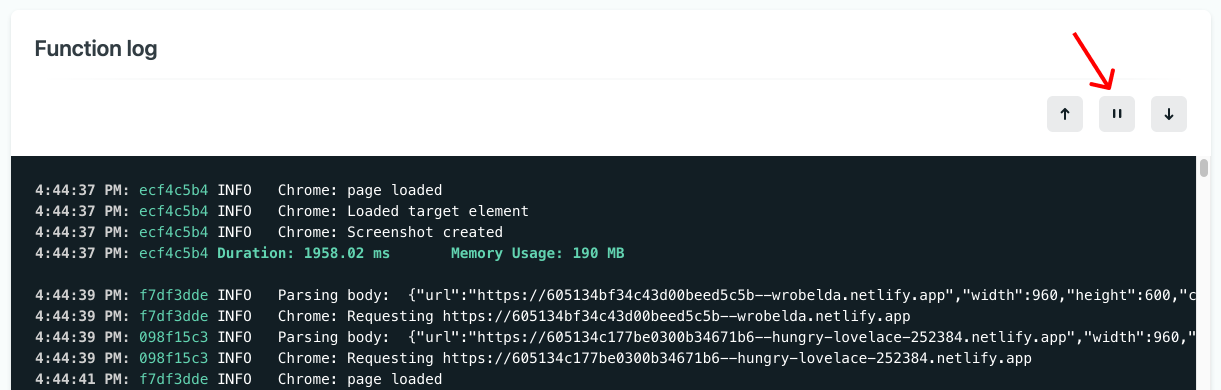 Function log
4:44:37 PM: ecf4c5b4 INFO   Chrome: page loaded
4:44:37 PM: ecf4c5b4 INFO   Chrome: Loaded target element
4:44:37 PM: ecf4c5b4 INFO   Chrome: Screenshot created
4:44:37 PM: ecf4c5b4 Duration: 1958.02 ms       Memory Usage: 190 MB
4:44:39 PM: f7df3dde INFO   Parsing body:  {"url":"https://605134bf34c43d00beed5c5b--wrobelda.netlify.app","width":960,"height":600,"c
4:44:39 PM: f7df3dde INFO   Chrome: Requesting https://605134bf34c43d00beed5c5b--wrobelda.netlify.app
4:44:39 PM: 098f15c3 INFO   Parsing body:  {"url":"https://605134c177be0300b34671b6--hungry-lovelace-252384.netlify.app","width":960,"
4:44:39 PM: 098f15c3 INFO   Chrome: Requesting https://605134c177be0300b34671b6--hungry-lovelace-252384.netlify.app
4:44:41 PM: f7df3dde INFO   Chrome: page loaded